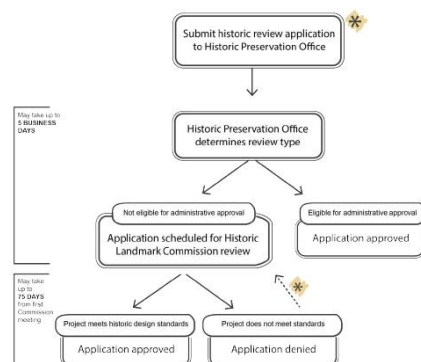 Submit historic review application
to Historic Preservation Office
May take up to
5 BUSINESS
DAYS
Historic Preservation Office
determines review type
Not eligible for administrative approval
Application scheduled for Historic
Landmark Commission review
Eligible for administrative approval
Application approved
May take
up to
75 DAYS
from first
Commission
meeting
Project meets historic design standards
Application approved
Project does not meet standards
Application denied